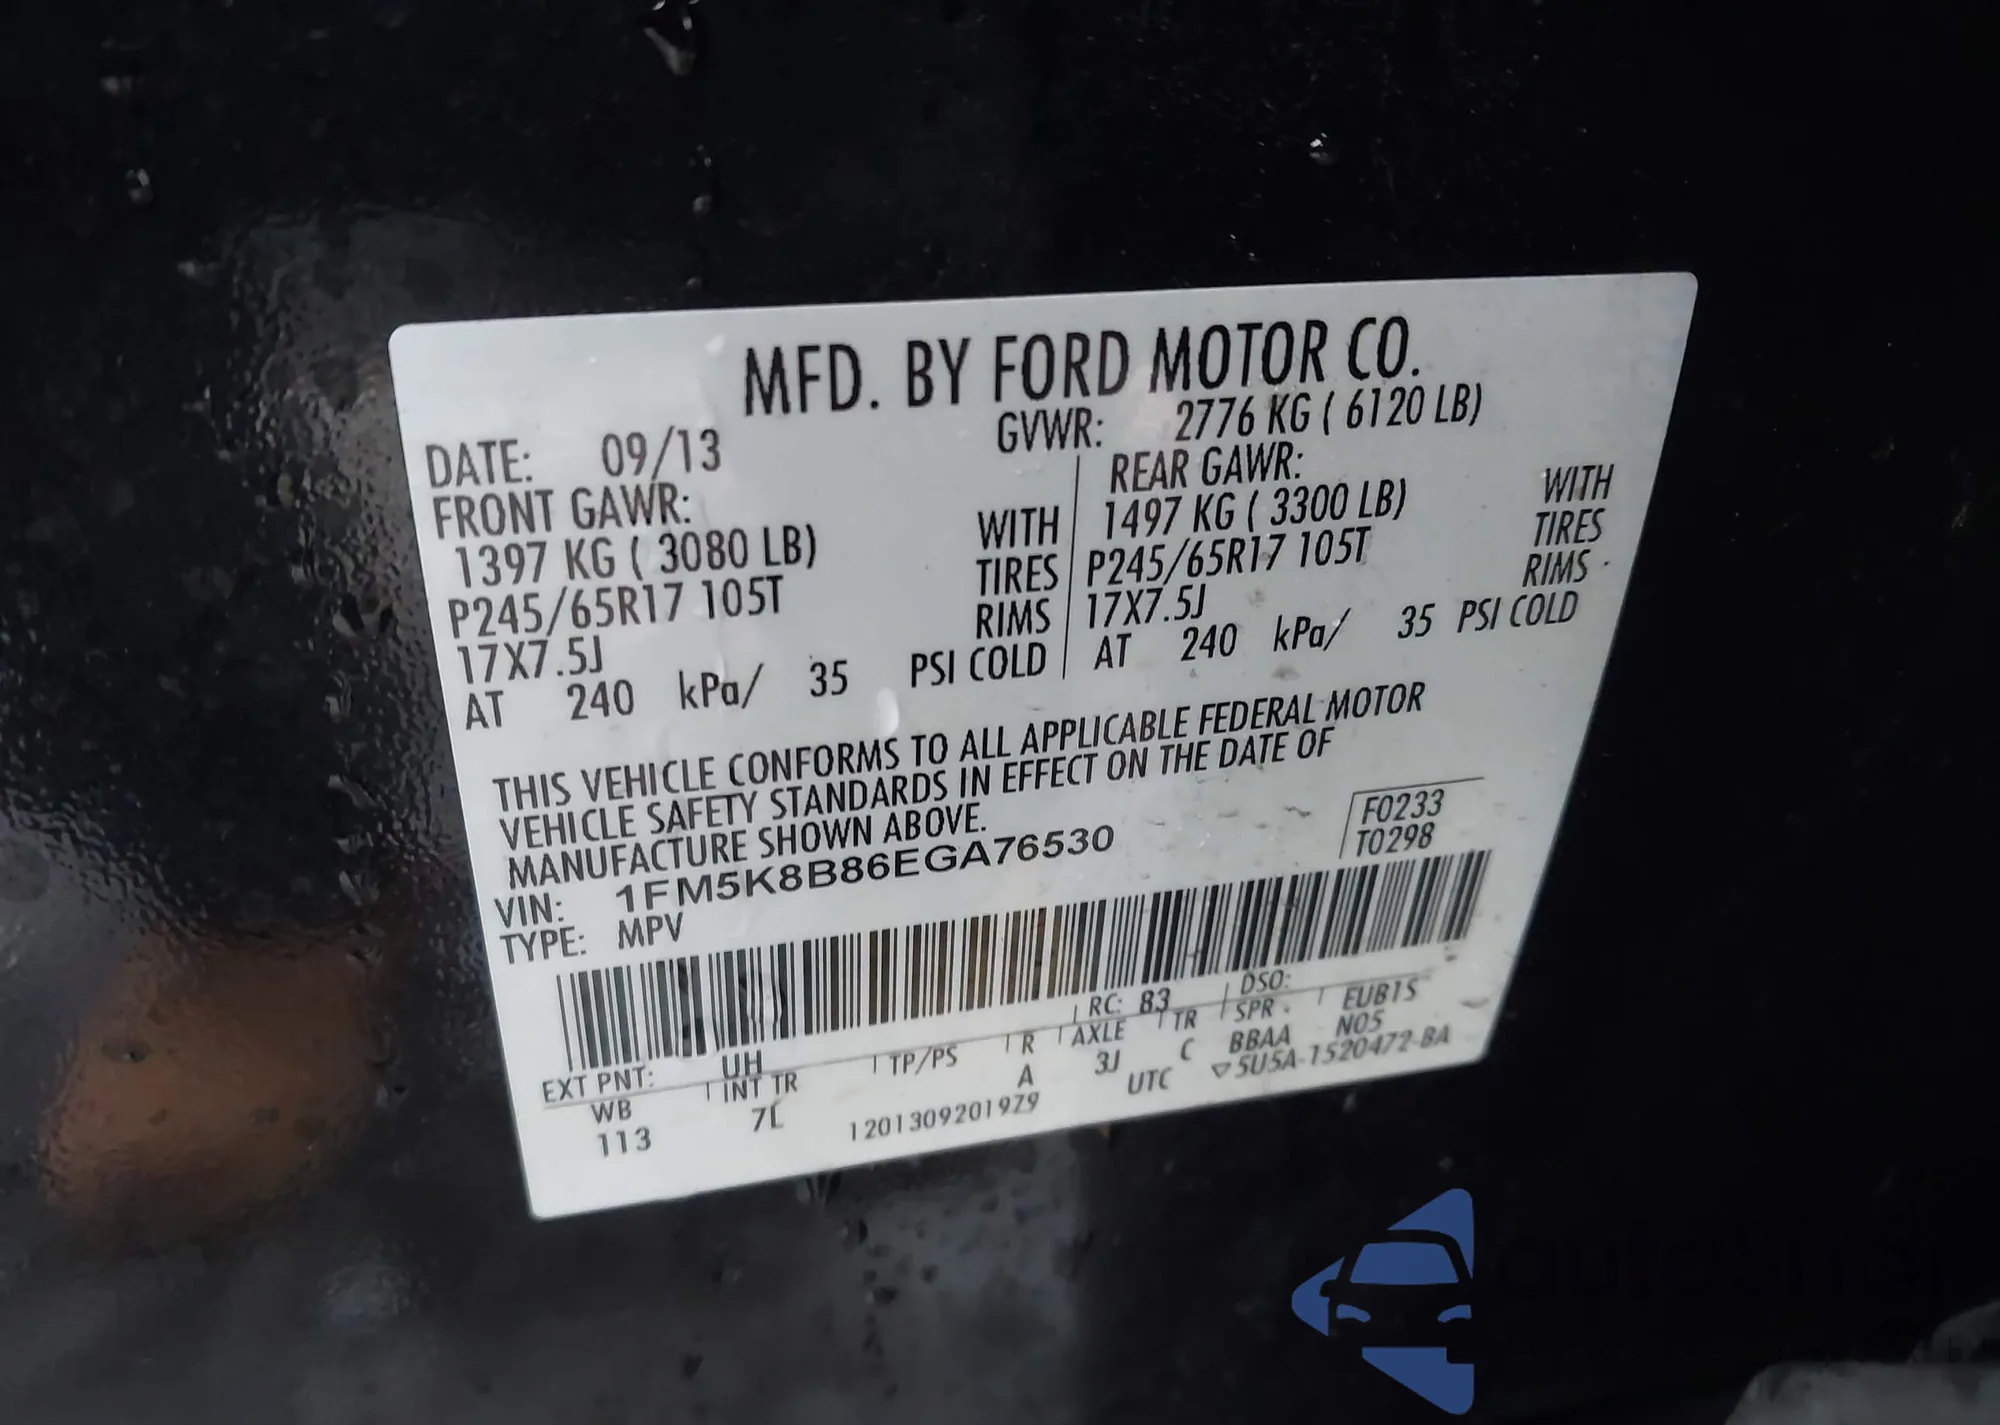 MFD. BY FORD MOTOR CO.
DATE: 09/13 GVWR: 2776 KG ( 6120 LB)
FRONT GAWR: REAR GAWR:
1397 KG ( 3080 LB) WITH 1497 KG ( 3300 LB) WITH
P245/65R17 105T TIRES P245/65R17 105T TIRES
17X7.5J RIMS 17X7.5J RIMS
AT 240 kPa/ 35 PSI COLD AT 240 kPa/ 35 PSI COLD
THIS VEHICLE CONFORMS TO ALL APPLICABLE FEDERAL MOTOR
VEHICLE SAFETY STANDARDS IN EFFECT ON THE DATE OF
MANUFACTURE SHOWN ABOVE.
F0233
T0298
VIN: 1FM5K8B86EGA76530
TYPE: MPV
EXT PNT: UH RC: 83 DSO:
WB INT TR TP/PS R AXLE TR SPR EUB1S
113 7L A 3J C BBAA N05
1201309201929 UTC ▽5U5A-1520472-BA